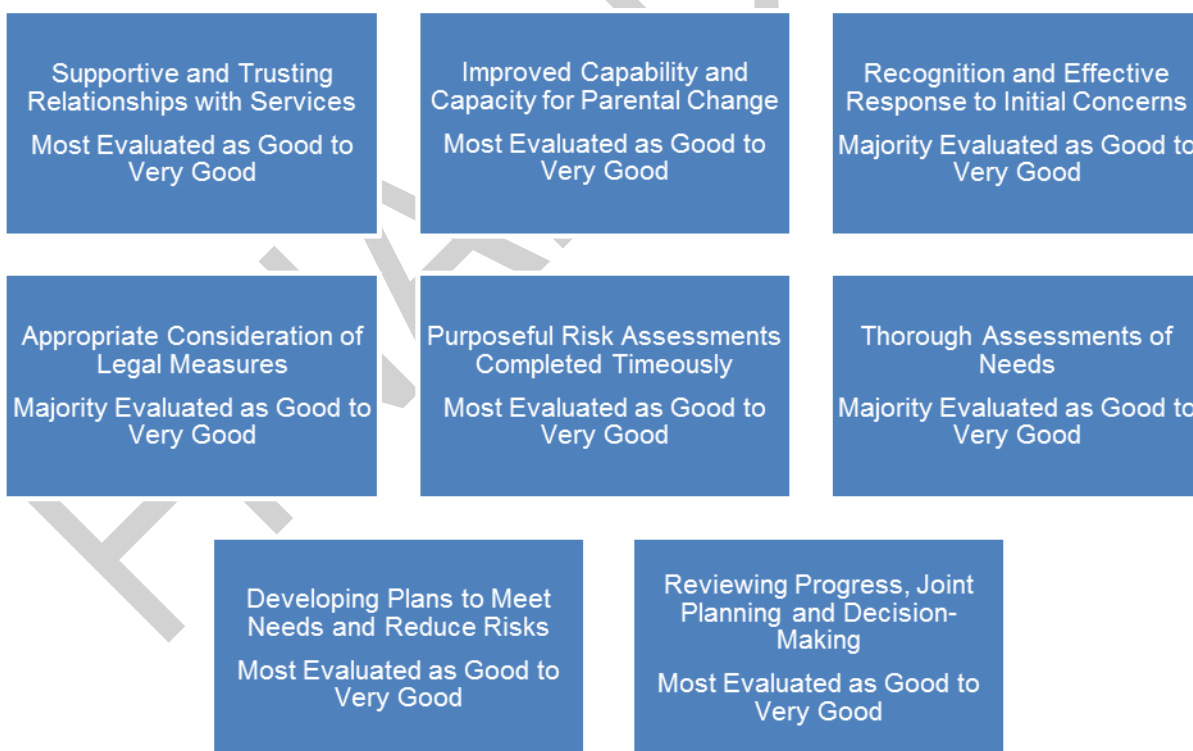 Supportive and Trusting
Relationships with Services
Most Evaluated as Good to
Very Good
Improved Capability and
Capacity for Parental Change
Most Evaluated as Good to
Very Good
Recognition and Effective
Response to Initial Concerns
Majority Evaluated as Good to
Very Good
Appropriate Consideration of
Legal Measures
Majority Evaluated as Good to
Very Good
Purposeful Risk Assessments
Completed Timeously
Most Evaluated as Good to
Very Good
Thorough Assessments of
Needs
Majority Evaluated as Good to
Very Good
Developing Plans to Meet
Needs and Reduce Risks
Most Evaluated as Good to
Very Good
Reviewing Progress, Joint
Planning and Decision-
Making
Most Evaluated as Good to
Very Good